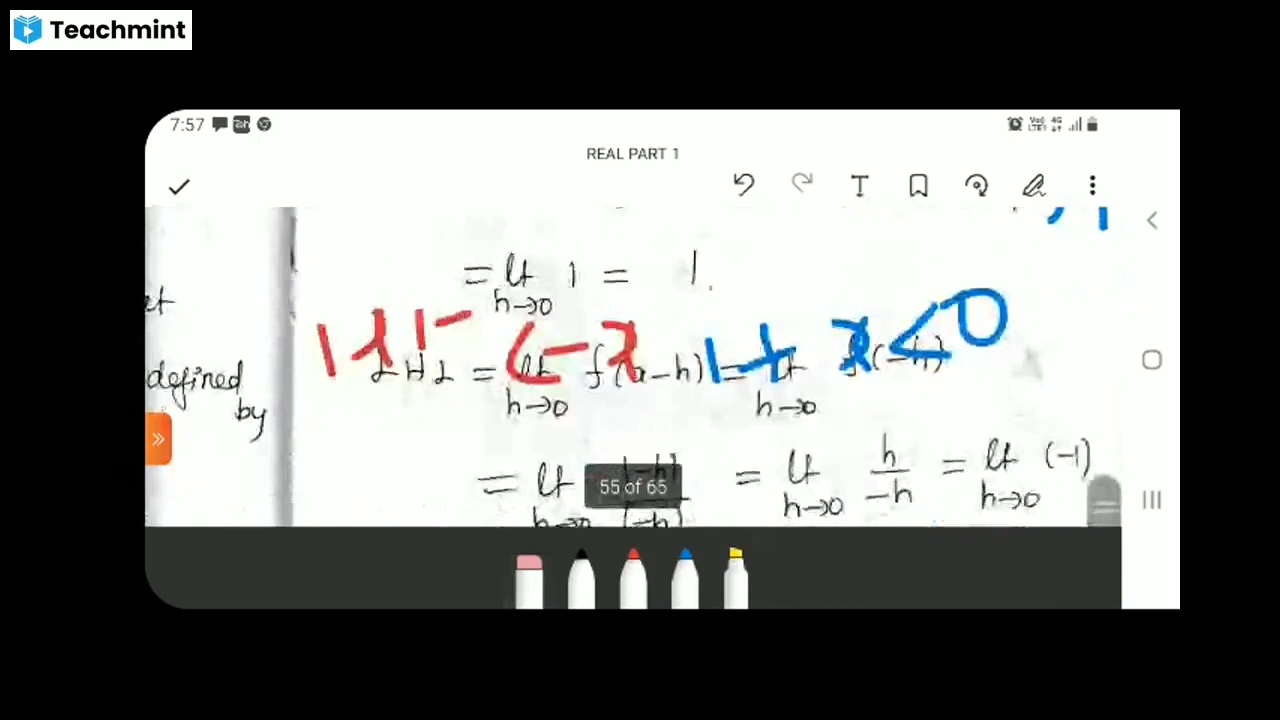 Teachmint
7:57
REAL PART 1
= lt 1 = 1.
h→0
et
LHL = lt f(a-h) = lt f(-h)
h→0 h→0
x < 0
defined
by
= lt |-h| = lt h/-h = lt (-1)
h→0 (-h) h→0 h→0
55 of 65